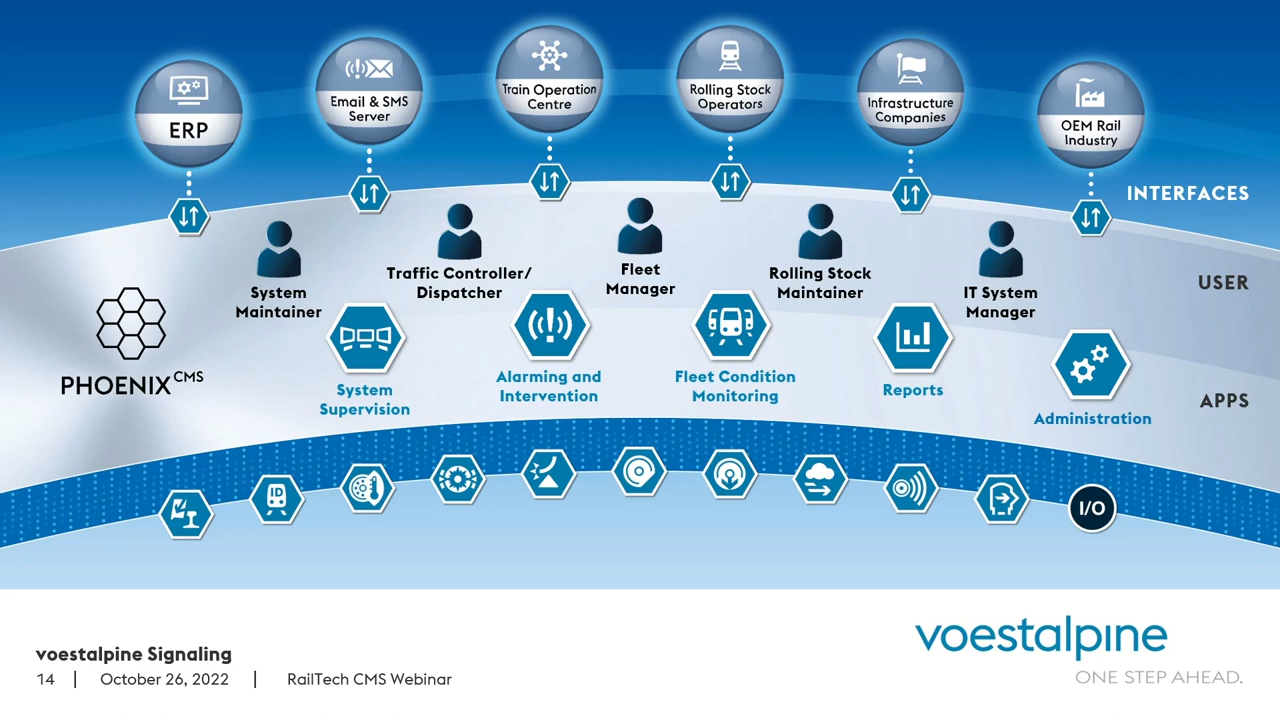 ERP
Email & SMS
Server
Train Operation
Centre
Rolling Stock
Operators
Infrastructure
Companies
OEM Rail
Industry
INTERFACES
System
Maintainer
Traffic Controller/
Dispatcher
Fleet
Manager
Rolling Stock
Maintainer
IT System
Manager
USER
PHOENIX CMS
System
Supervision
Alarming and
Intervention
Fleet Condition
Monitoring
Reports
Administration
APPS
ID
I/O
voestalpine Signaling
14 | October 26, 2022 | RailTech CMS Webinar
voestalpine
ONE STEP AHEAD.